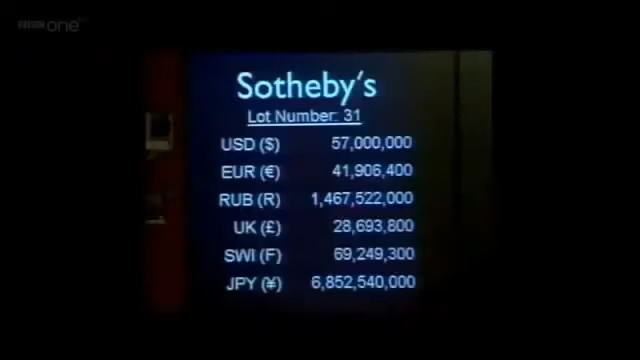 BBC one
Sotheby's
Lot Number: 31
USD ($) 57,000,000
EUR (€) 41,906,400
RUB (R) 1,467,522,000
UK (£) 28,693,800
SWI (F) 69,249,300
JPY (¥) 6,852,540,000